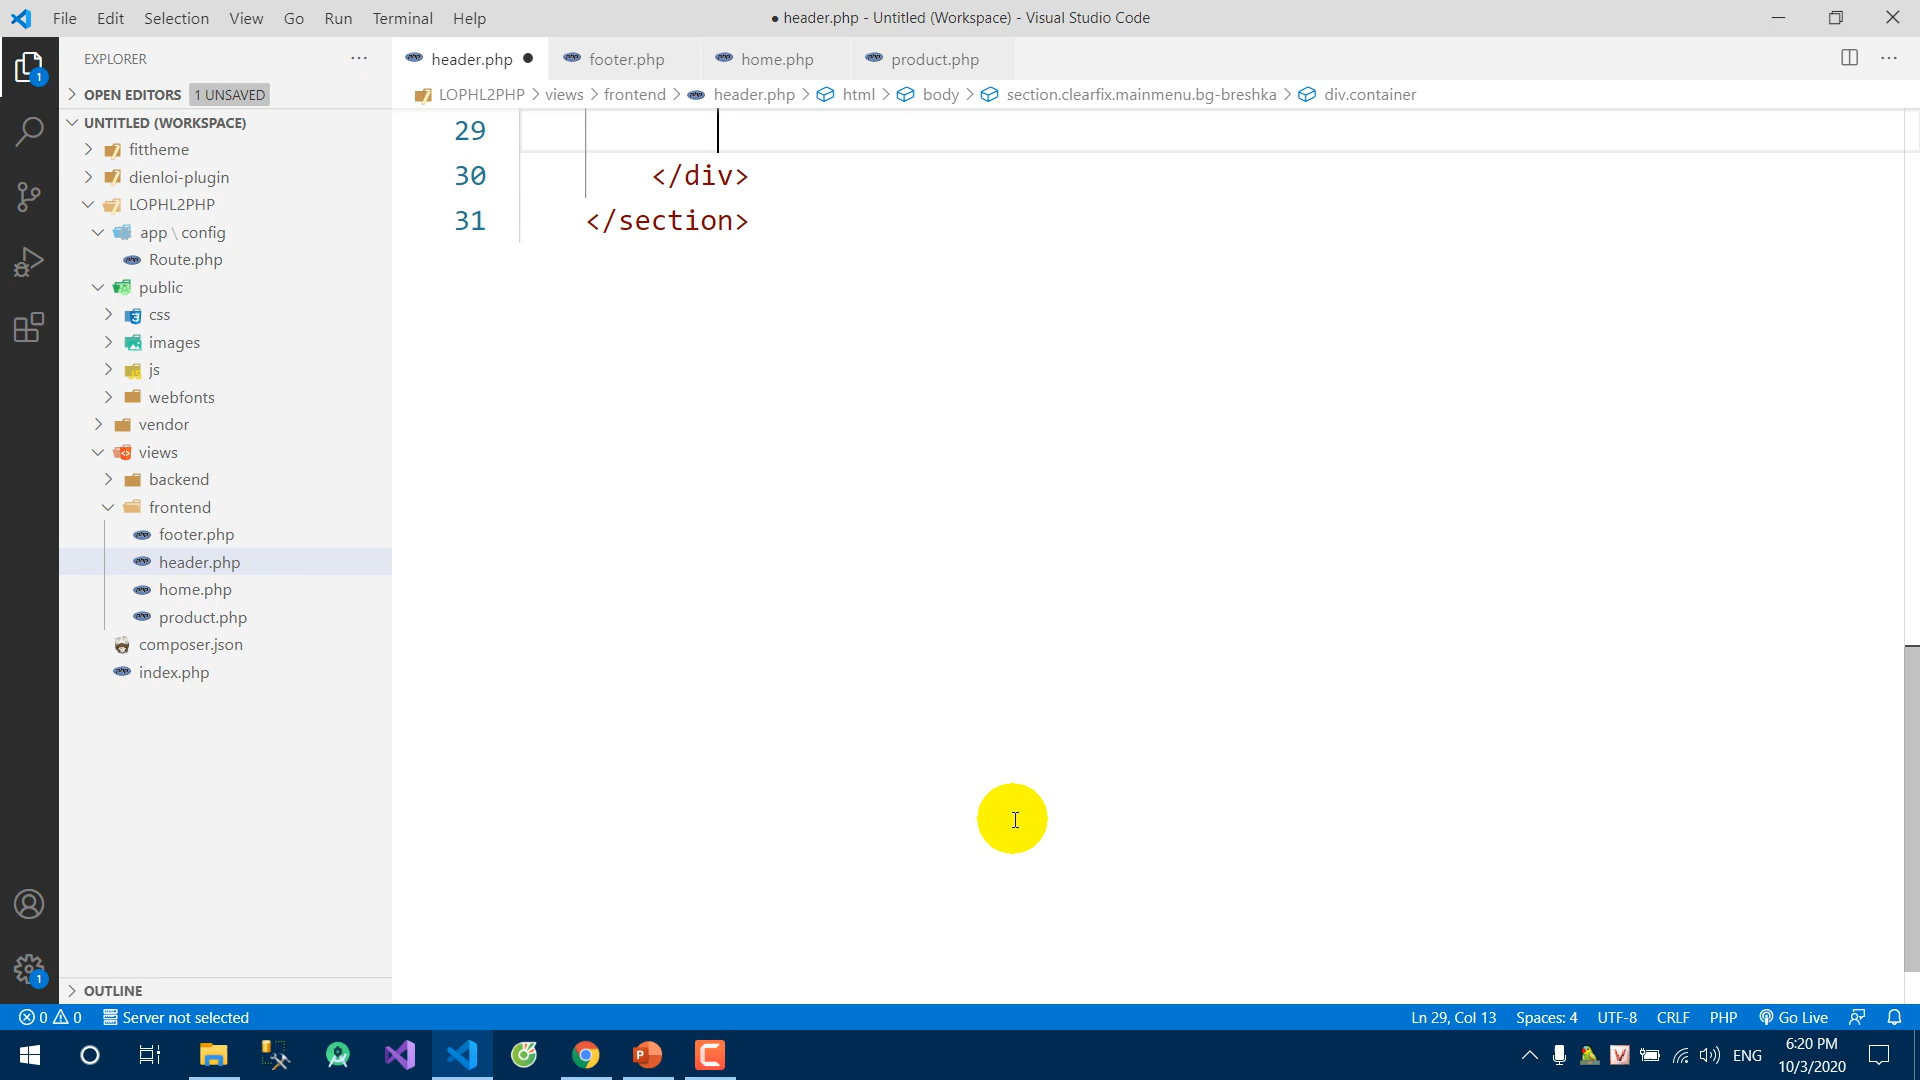 File Edit Selection View Go Run Terminal Help
● header.php - Untitled (Workspace) - Visual Studio Code
EXPLORER
header.php ● footer.php home.php product.php
OPEN EDITORS 1 UNSAVED
LOPHL2PHP > views > frontend > header.php > html > body > section.clearfix.mainmenu.bg-breshka > div.container
UNTITLED (WORKSPACE)
fittheme
dienloi-plugin
LOPHL2PHP
app \ config
Route.php
public
css
images
js
webfonts
vendor
views
backend
frontend
footer.php
header.php
home.php
product.php
composer.json
index.php
OUTLINE
29
30 </div>
31 </section>
1
1
0 0 Server not selected
Ln 29, Col 13 Spaces: 4 UTF-8 CRLF PHP Go Live
ENG
6:20 PM
10/3/2020